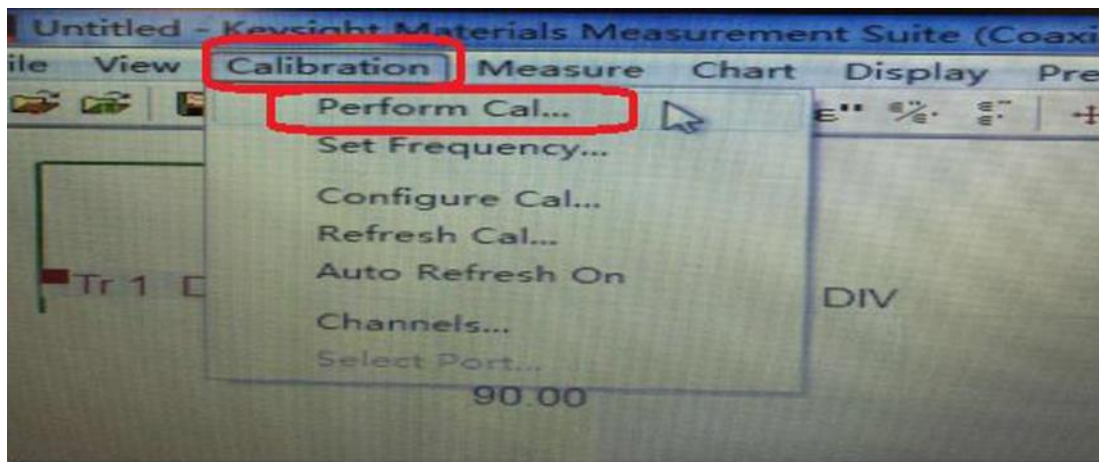 Untitled - Keysight Materials Measurement Suite (Coaxi
ile View Calibration Measure Chart Display Pre
Perform Cal...
ε"
Set Frequency...
Configure Cal...
Refresh Cal...
Auto Refresh On
Tr 1 D
DIV
Channels...
Select Port...
90.00